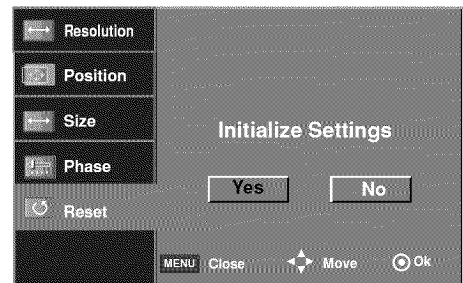 Resolution
Position
Size
Phase
Reset
Initialize Settings
Yes No
MENU Close Move Ok